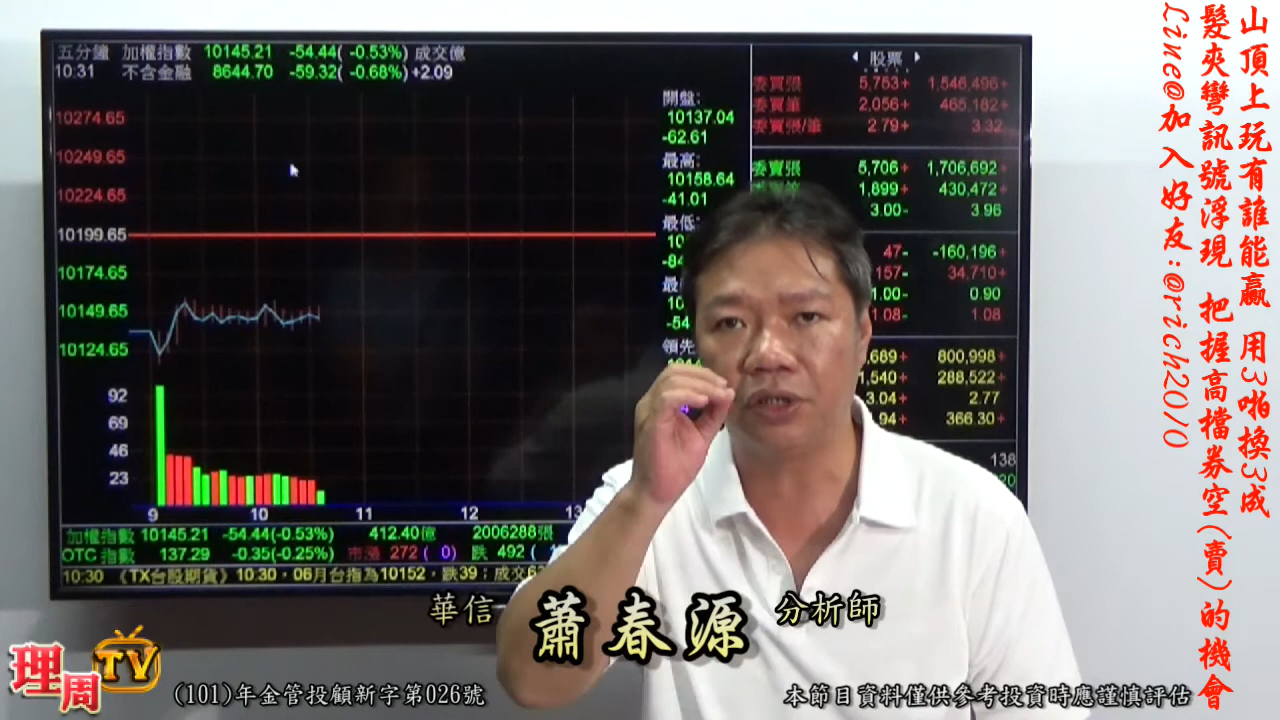 五分鐘 加權指數 10145.21 -54.44( -0.53%) 成交億
10.31 不含金融 8644.70 -59.32( -0.68%) +2.09
10274.65
10249.65
10224.65
10199.65
10174.65
10149.65
10124.65
92
69
46
23
9 10 11 12 13
開盤:
10137.04
-62.61
最高:
10158.64
-41.01
最低:
領先
股票
委買張 5,753+ 1,546,496+
委買筆 2,056+ 465,182+
委買張/筆 2.79+ 3.32
委賣張 5,706+ 1,706,692+
1,899+ 430,472+
3.00- 3.96
47- -160,196+
157- 34,710+
1.00- 0.90
1.08- 1.08
,689+ 800,998+
1,540+ 288,522+
3.04- 2.77
.94+ 366.30+
138
加權指數 10145.21 -54.44(-0.53%) 412.40億 2006288張
OTC 指數 137.29 -0.35(-0.25%) 市漲 272 ( 0) 跌 492 (
10:30 《TX台股期貨》10:30，06月台指為10152，跌39；成交
華信 蕭春源 分析師
理周TV
(101)年金管投顧新字第026號
本節目資料僅供參考投資時應謹慎評估
山頂上玩有誰能贏 用3啪換3成
髮夾彎訊號浮現 把握高檔券空(賣)的機會
Line@加入好友:@rich2010